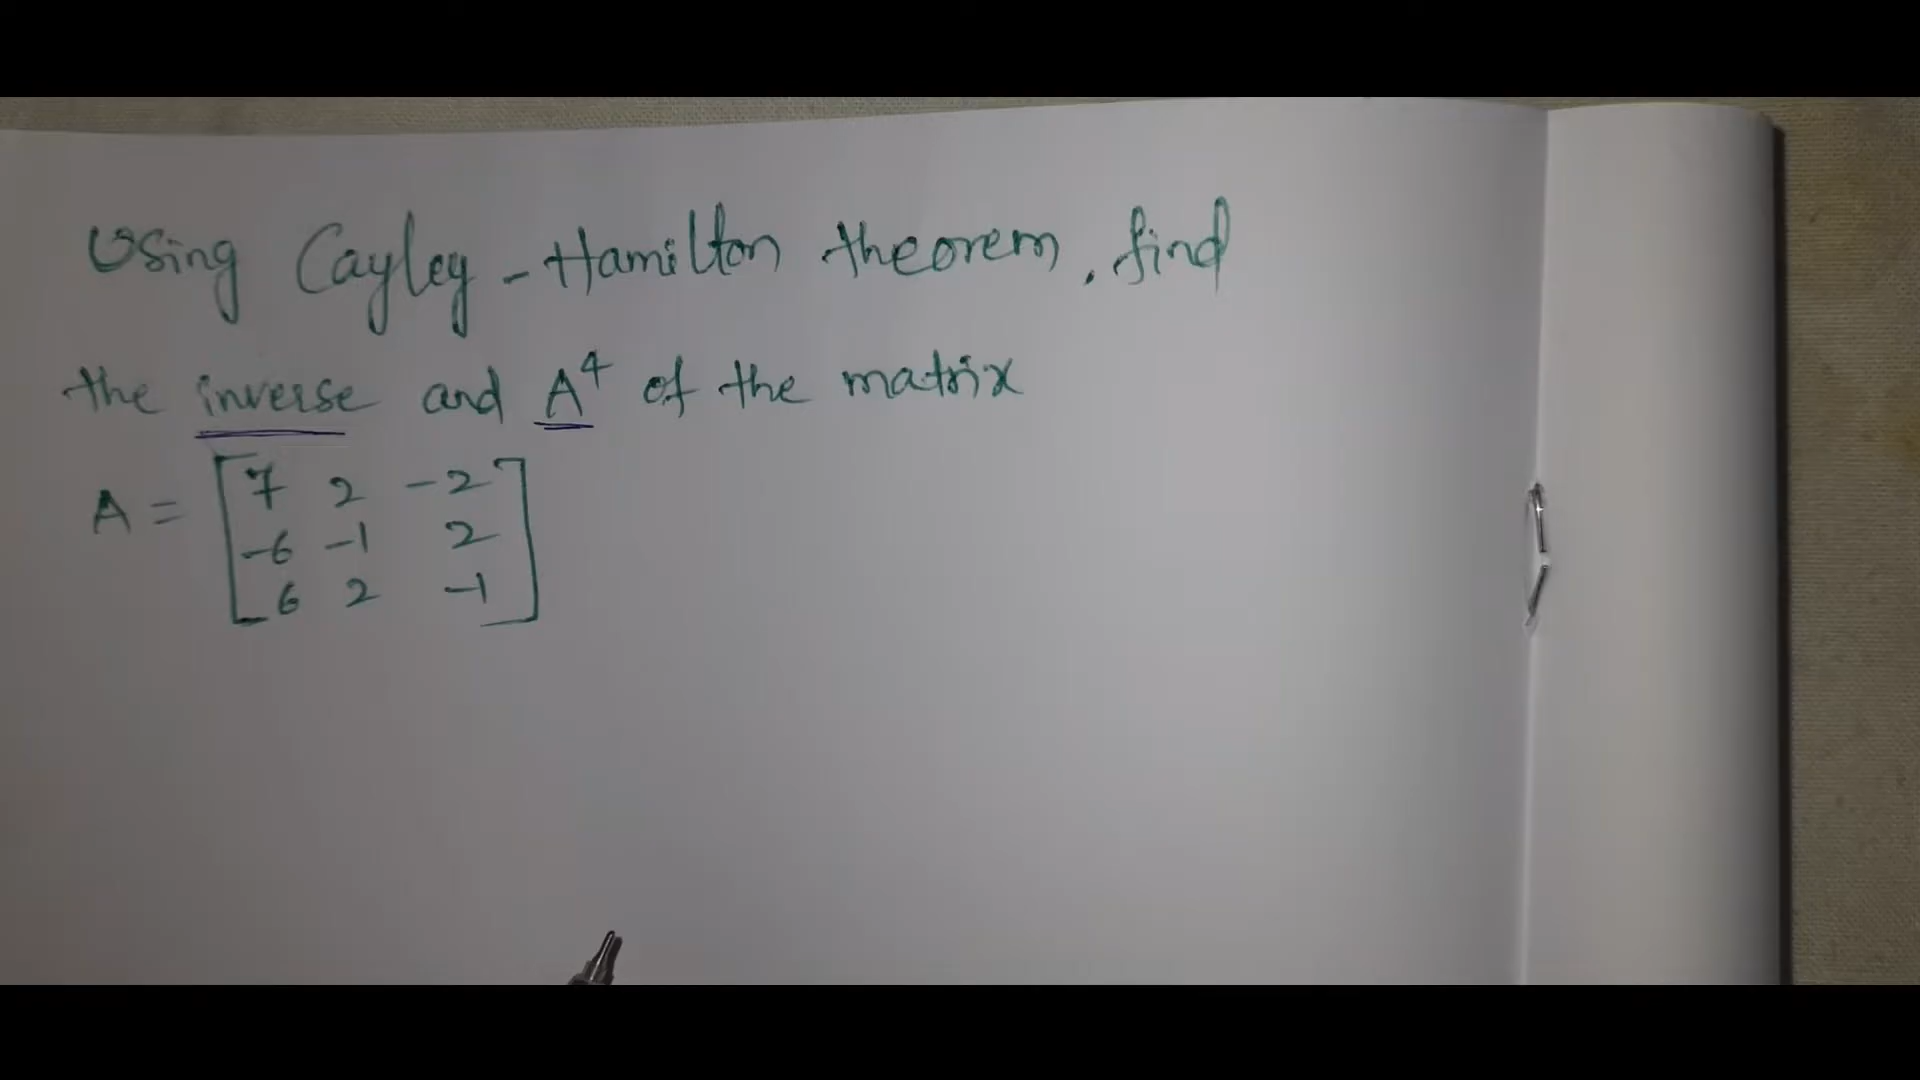 Using Cayley-Hamilton theorem, find
the inverse and A⁴ of the matrix
A = [7 2 -2
-6 -1 2
6 2 -1]